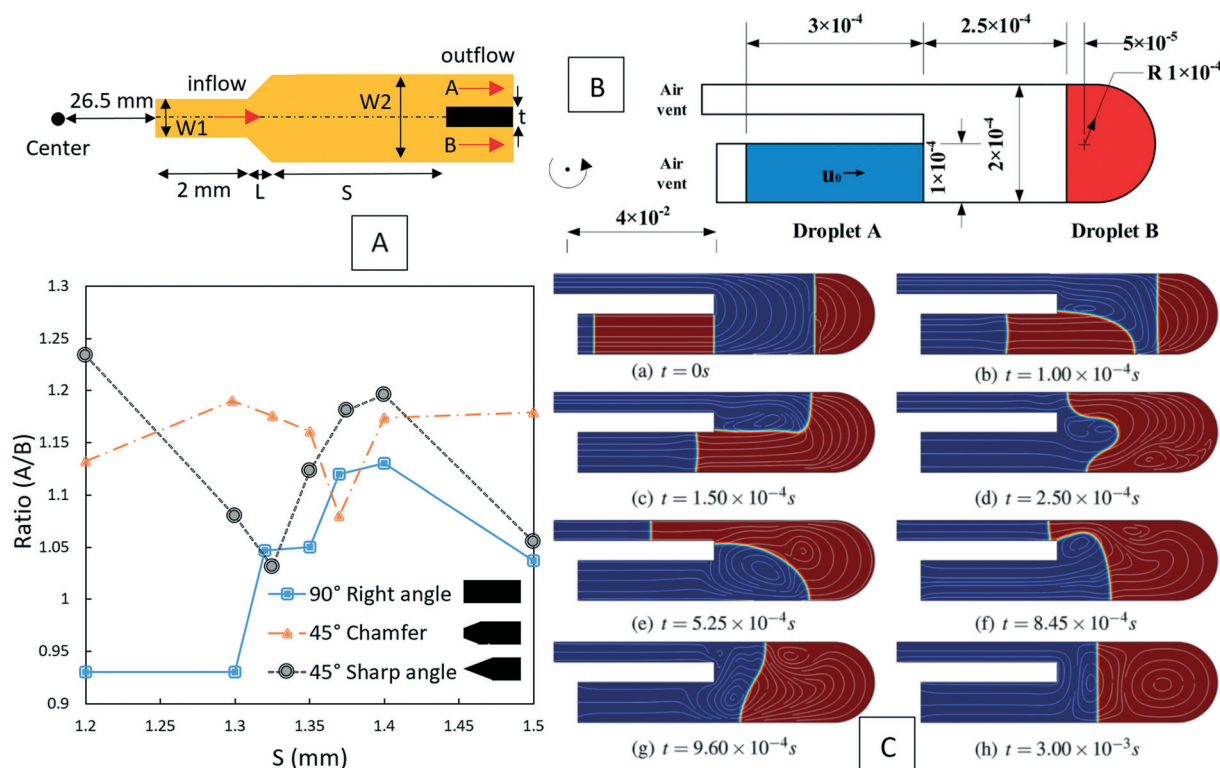 inflow
outflow
26.5 mm
W1
W2
A
B
t
Center
2 mm
L
S
A
B
3×10⁻⁴
2.5×10⁻⁴
5×10⁻⁵
R 1×10⁻⁴
Air
vent
Air
vent
u₀
1×10⁻⁴
2×10⁻⁴
Droplet A
Droplet B
4×10⁻²
Ratio (A/B)
1.3
1.25
1.2
1.15
1.1
1.05
1
0.95
0.9
90° Right angle
45° Chamfer
45° Sharp angle
1.2
1.25
1.3
1.35
1.4
1.45
1.5
S (mm)
(a) t = 0s
(b) t = 1.00 × 10⁻⁴s
(c) t = 1.50 × 10⁻⁴s
(d) t = 2.50 × 10⁻⁴s
(e) t = 5.25 × 10⁻⁴s
(f) t = 8.45 × 10⁻⁴s
(g) t = 9.60 × 10⁻⁴s
(h) t = 3.00 × 10⁻³s
C